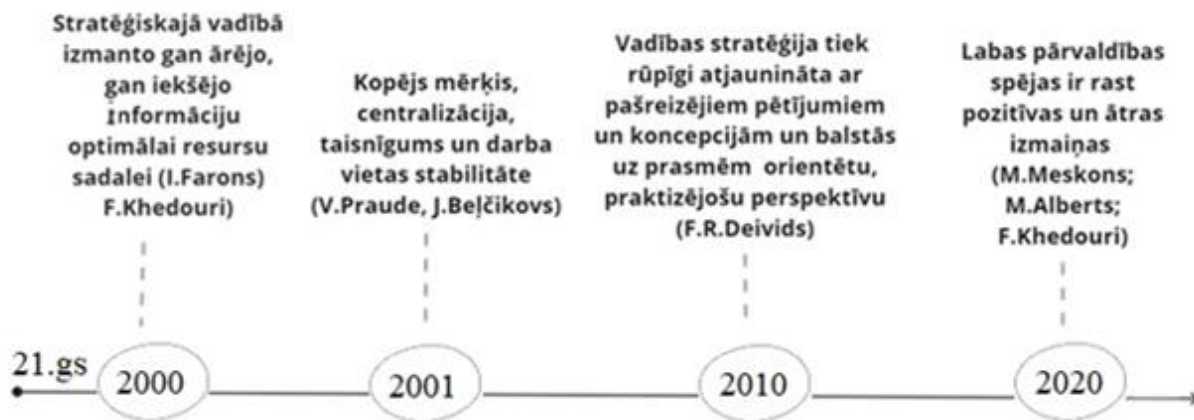 Stratēģiskajā vadībā
izmanto gan ārējo,
gan iekšējo
informāciju
optimālai resursu
sadalei (I.Farons)
F.Khedouri)
Kopējs mērķis,
centralizācija,
taisnīgums un darba
vietas stabilitāte
(V.Praude, J.Beļčikovs)
Vadības stratēģija tiek
rūpīgi atjaunināta ar
pašreizējiem pētījumiem
un koncepcijām un balstās
uz prasmēm orientētu,
praktizējošu perspektīvu
(F.R.Deivids)
Labas pārvaldības
spējas ir rast
pozitīvas un ātras
izmaiņas
(M.Meskons;
M.Alberts;
F.Khedouri)
21.gs
2000
2001
2010
2020